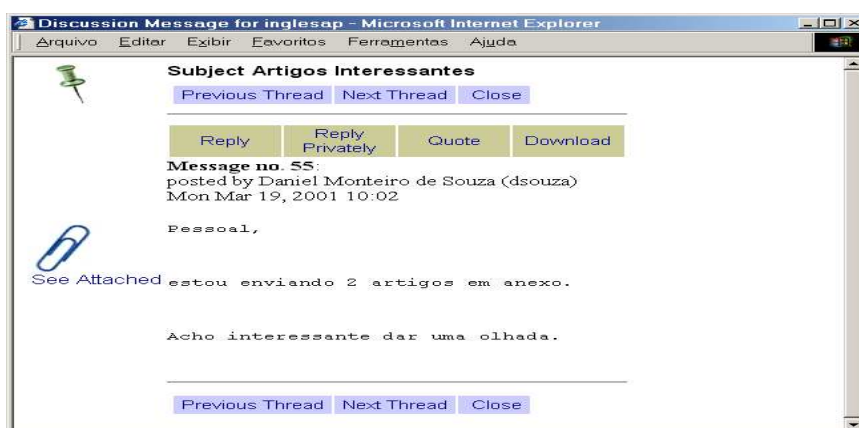 Discussion Message for inglesap - Microsoft Internet Explorer
Arquivo Editar Exibir Favoritos Ferramentas Ajuda
Subject Artigos Interessantes
Previous Thread Next Thread Close
Reply Reply Privately Quote Download
Message no. 55:
posted by Daniel Monteiro de Souza (dsouza)
Mon Mar 19, 2001 10:02
Pessoal,
See Attached
estou enviando 2 artigos em anexo.
Acho interessante dar uma olhada.
Previous Thread Next Thread Close